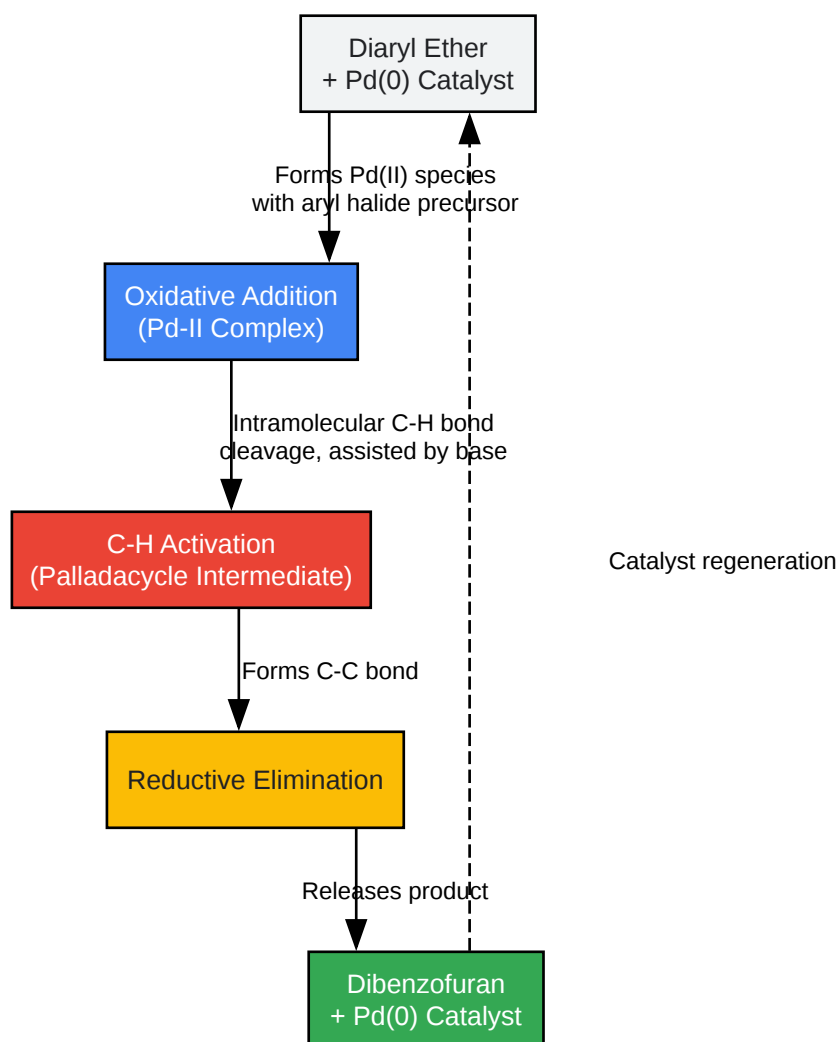 Diaryl Ether
+ Pd(0) Catalyst
Forms Pd(II) species
with aryl halide precursor
Oxidative Addition
(Pd-II Complex)
Intramolecular C-H bond
cleavage, assisted by base
C-H Activation
(Palladacycle Intermediate)
Catalyst regeneration
Forms C-C bond
Reductive Elimination
Releases product
Dibenzofuran
+ Pd(0) Catalyst